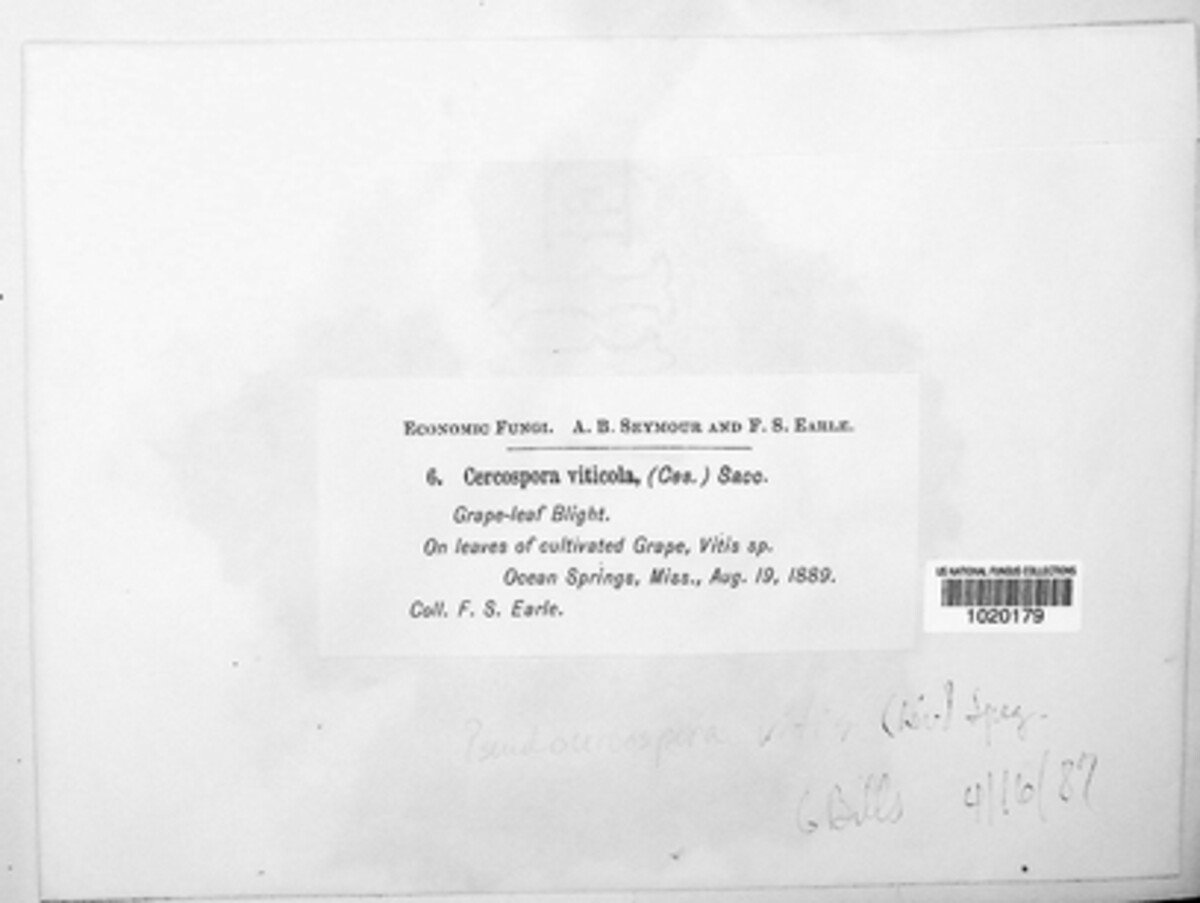 ECONOMIC FUNGI. A. B. SEYMOUR AND F. S. EARLE.
6. Cercospora viticola, (Ces.) Sacc.
Grape-leaf Blight.
On leaves of cultivated Grape, Vitis sp.
Ocean Springs, Miss., Aug. 19, 1889.
Coll. F. S. Earle.
US NATIONAL FUNGUS COLLECTIONS
1020179
Pseudocercospora vitis (Lév.) Speg.
G Bills 4/16/87